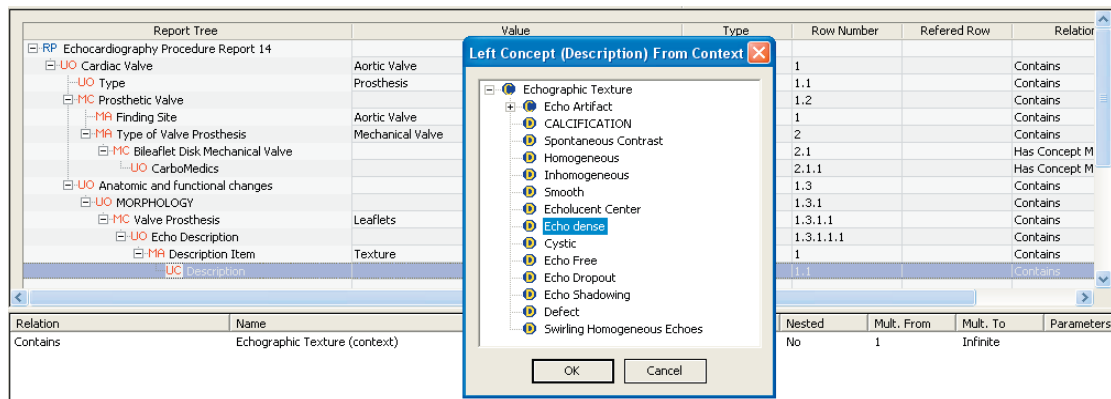 Report Tree Value Type Row Number Refered Row Relation
RP Echocardiography Procedure Report 14
UO Cardiac Valve Aortic Valve 1 Contains
UO Type Prosthesis 1.1 Contains
MC Prosthetic Valve 1.2 Contains
MA Finding Site Aortic Valve 1 Contains
MA Type of Valve Prosthesis Mechanical Valve 2 Contains
MC Bileaflet Disk Mechanical Valve 2.1 Has Concept M
UO CarboMedics 2.1.1 Has Concept M
UO Anatomic and functional changes 1.3 Contains
UO MORPHOLOGY 1.3.1 Contains
MC Valve Prosthesis Leaflets 1.3.1.1 Contains
UO Echo Description 1.3.1.1.1 Contains
MA Description Item Texture 1 Contains
UC Description 1.1 Contains
Left Concept (Description) From Context
Echographic Texture
Echo Artifact
CALCIFICATION
Spontaneous Contrast
Homogeneous
Inhomogeneous
Smooth
Echolucent Center
Echo dense
Cystic
Echo Free
Echo Dropout
Echo Shadowing
Defect
Swirling Homogeneous Echoes
OK Cancel
Relation Name Nested Mult. From Mult. To Parameters
Contains Echographic Texture (context) No 1 Infinite